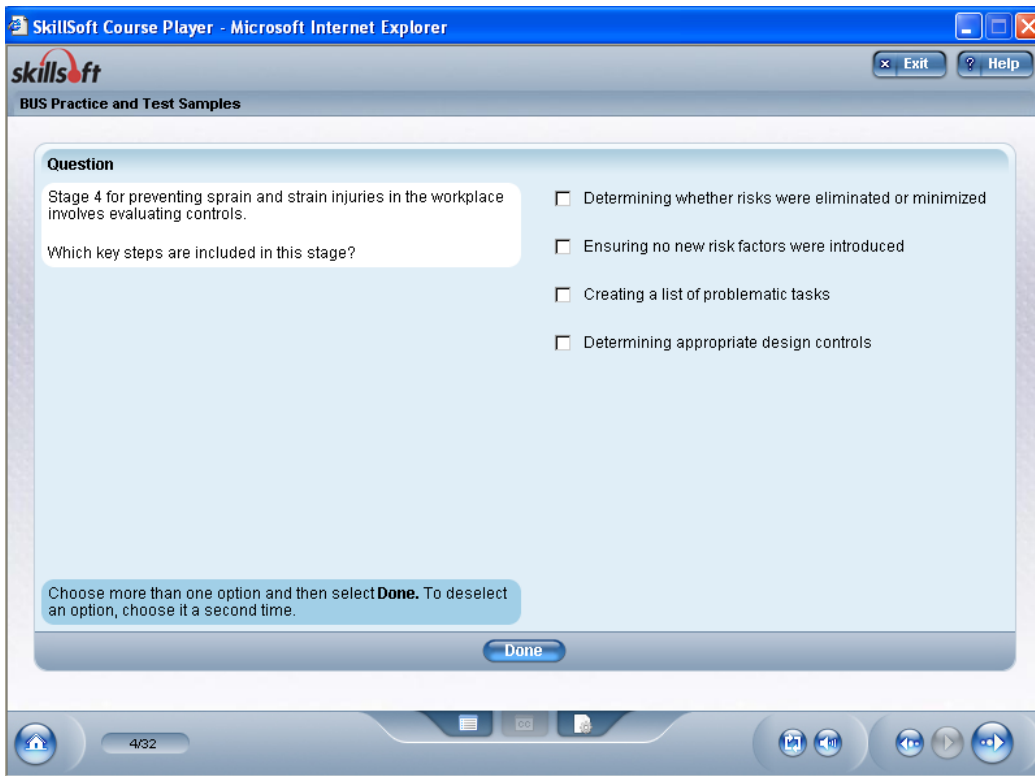 SkillSoft Course Player - Microsoft Internet Explorer
skillsoft
Exit
Help
BUS Practice and Test Samples
Question
Stage 4 for preventing sprain and strain injuries in the workplace
involves evaluating controls.
Which key steps are included in this stage?
Determining whether risks were eliminated or minimized
Ensuring no new risk factors were introduced
Creating a list of problematic tasks
Determining appropriate design controls
Choose more than one option and then select Done. To deselect
an option, choose it a second time.
Done
4/32
cc